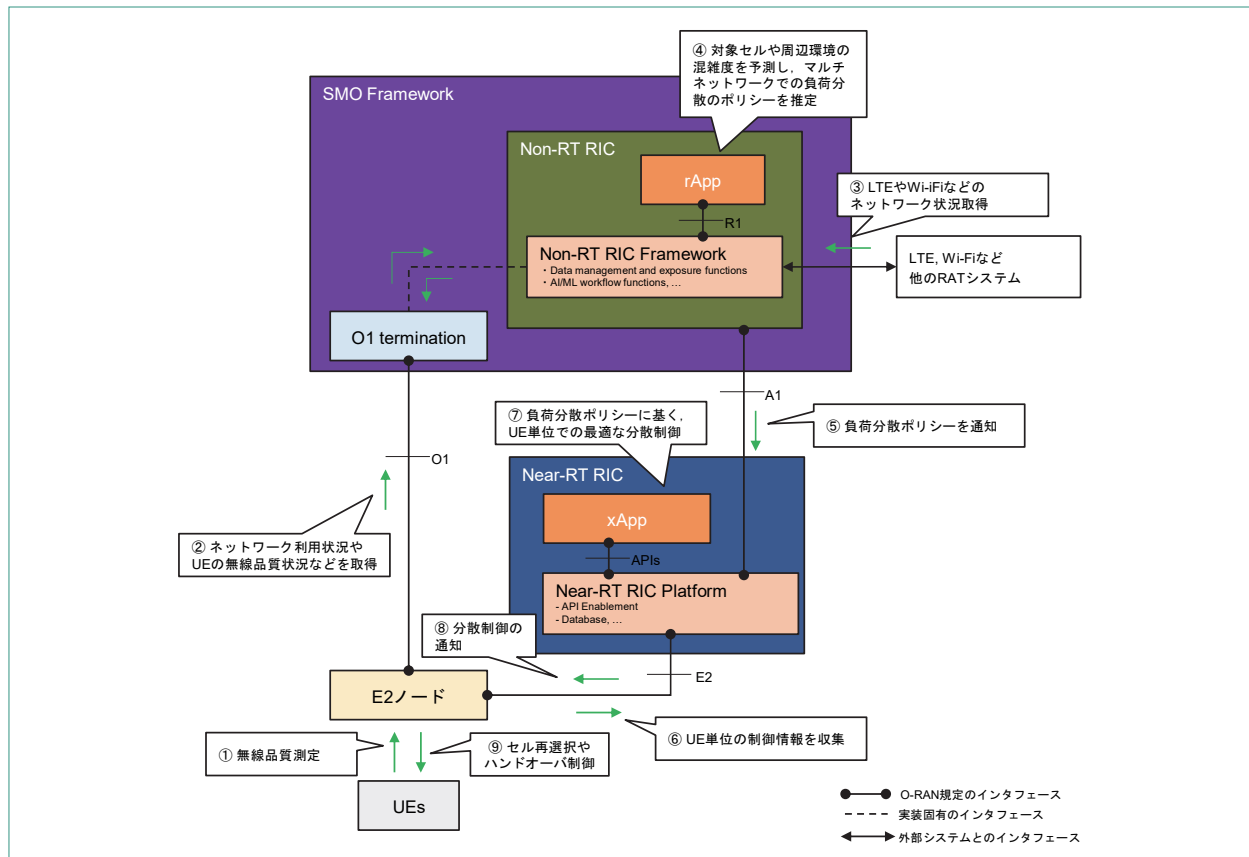 ④ 対象セルや周辺環境の
混雑度を予測し，マルチ
ネットワークでの負荷分
散のポリシーを推定
SMO Framework
Non-RT RIC
rApp
R1
③ LTEやWi-iFiなどの
ネットワーク状況取得
Non-RT RIC Framework
・Data management and exposure functions
・AI/ML workflow functions, …
LTE, Wi-Fiなど
他のRATシステム
O1 termination
A1
⑦ 負荷分散ポリシーに基く，
UE単位での最適な分散制御
⑤ 負荷分散ポリシーを通知
O1
Near-RT RIC
xApp
② ネットワーク利用状況や
UEの無線品質状況などを取得
APIs
Near-RT RIC Platform
- API Enablement
- Database, …
⑧ 分散制御の
通知
E2
E2ノード
① 無線品質測定
⑨ セル再選択や
ハンドオーバ制御
⑥ UE単位の制御情報を収集
UEs
O-RAN規定のインタフェース
実装固有のインタフェース
外部システムとのインタフェース